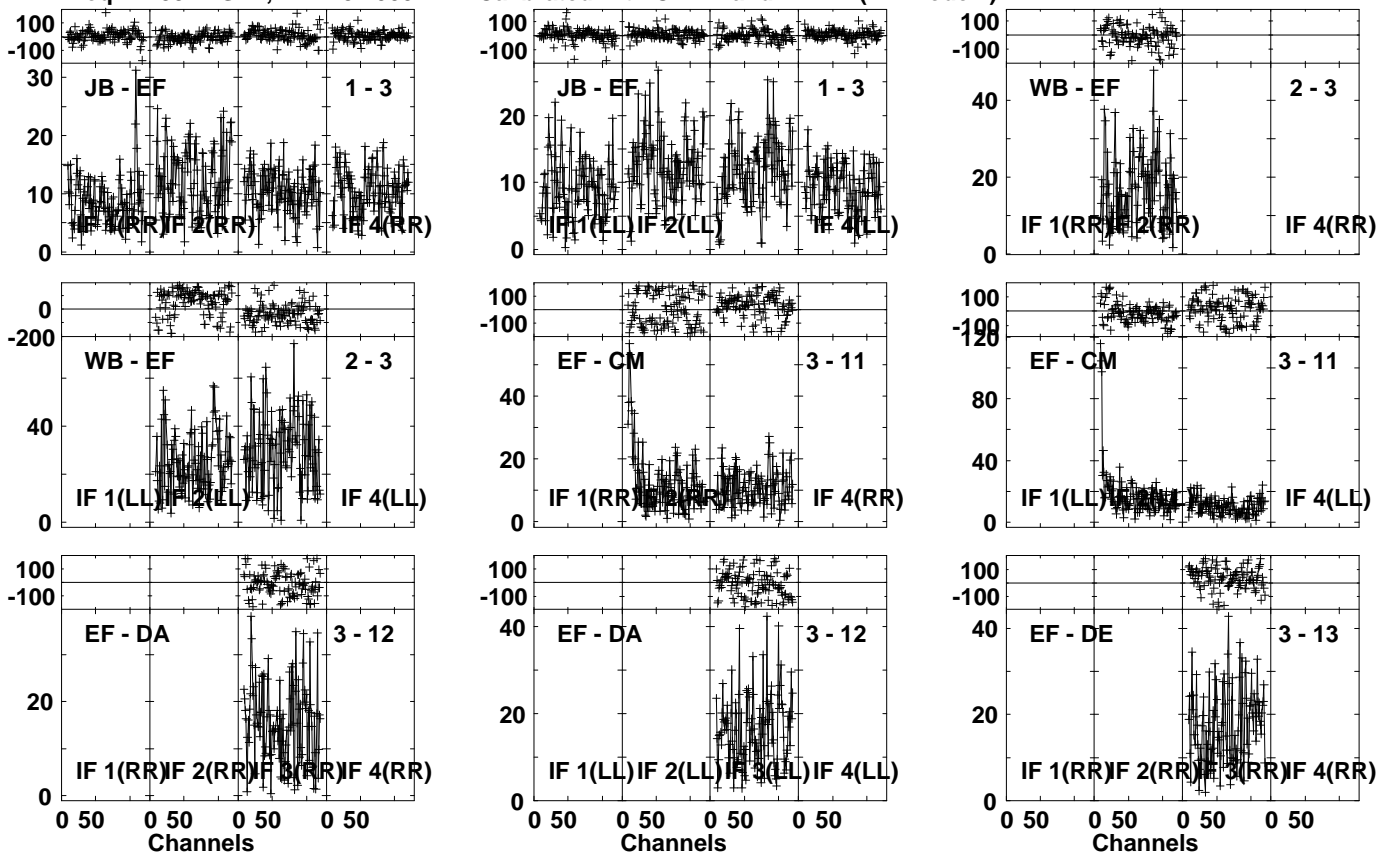 100 100 100
-100 -100 -100
30 JB - EF 1 - 3 JB - EF 1 - 3 WB - EF 2 - 3
20 20 40
10 10 20
IF 1(RR) IF 2(RR) IF 4(RR) IF 1(LL) IF 2(LL) IF 4(LL) IF 1(RR) IF 2(RR) IF 4(RR)
0 0 0
0 100 100
-200 -100 -100
120
WB - EF 2 - 3 EF - CM 3 - 11 EF - CM 3 - 11
40 40 80
20 40
IF 1(LL) IF 2(LL) IF 4(LL) IF 1(RR) IF 2(RR) IF 4(RR) IF 1(LL) IF 2(LL) IF 4(LL)
0 0 0
100 100 100
-100 -100 -100
EF - DA 3 - 12 EF - DA 3 - 12 EF - DE 3 - 13
40 40
20 20 20
IF 1(RR) IF 2(RR) IF 3(RR) IF 4(RR) IF 1(LL) IF 2(LL) IF 3(LL) IF 4(LL) IF 1(RR) IF 2(RR) IF 3(RR) IF 4(RR)
0 0 0
0 50 0 50 0 50 0 50 0 50 0 50 0 50 0 50 0 50 0 50 0 50 0 50
Channels Channels Channels